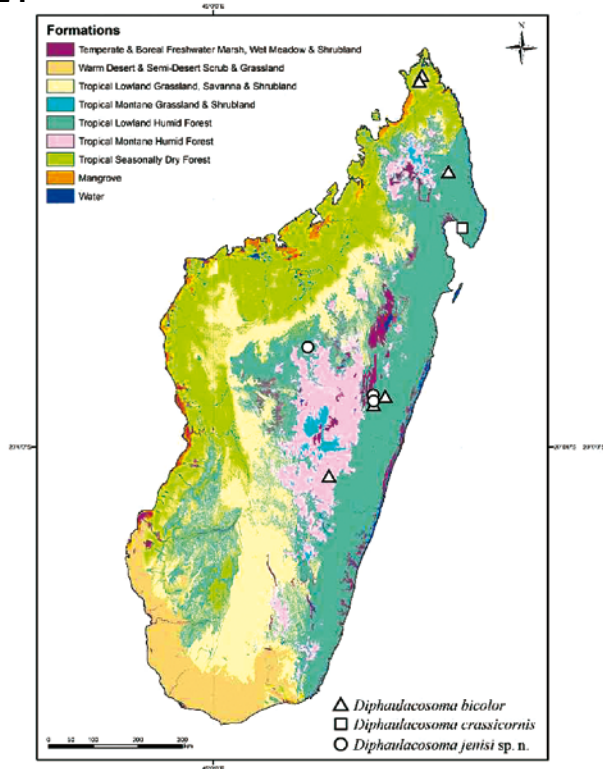 N
Formations
Temperate & Boreal Freshwater Marsh, Wet Meadow & Shrubland
Warm Desert & Semi-Desert Scrub & Grassland
Tropical Lowland Grassland, Savanna & Shrubland
Tropical Montane Grassland & Shrubland
Tropical Lowland Humid Forest
Tropical Montane Humid Forest
Tropical Seasonally Dry Forest
Mangrove
Water
Diphaulacosoma bicolor
Diphaulacosoma crassicornis
Diphaulacosoma jenisi sp. n.
0 50 100 200 300